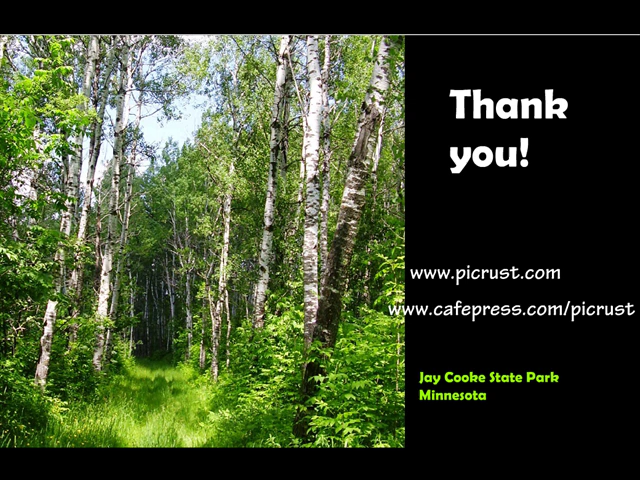 Thank
you!
www.picrust.com
www.cafepress.com/picrust
Jay Cooke State Park
Minnesota